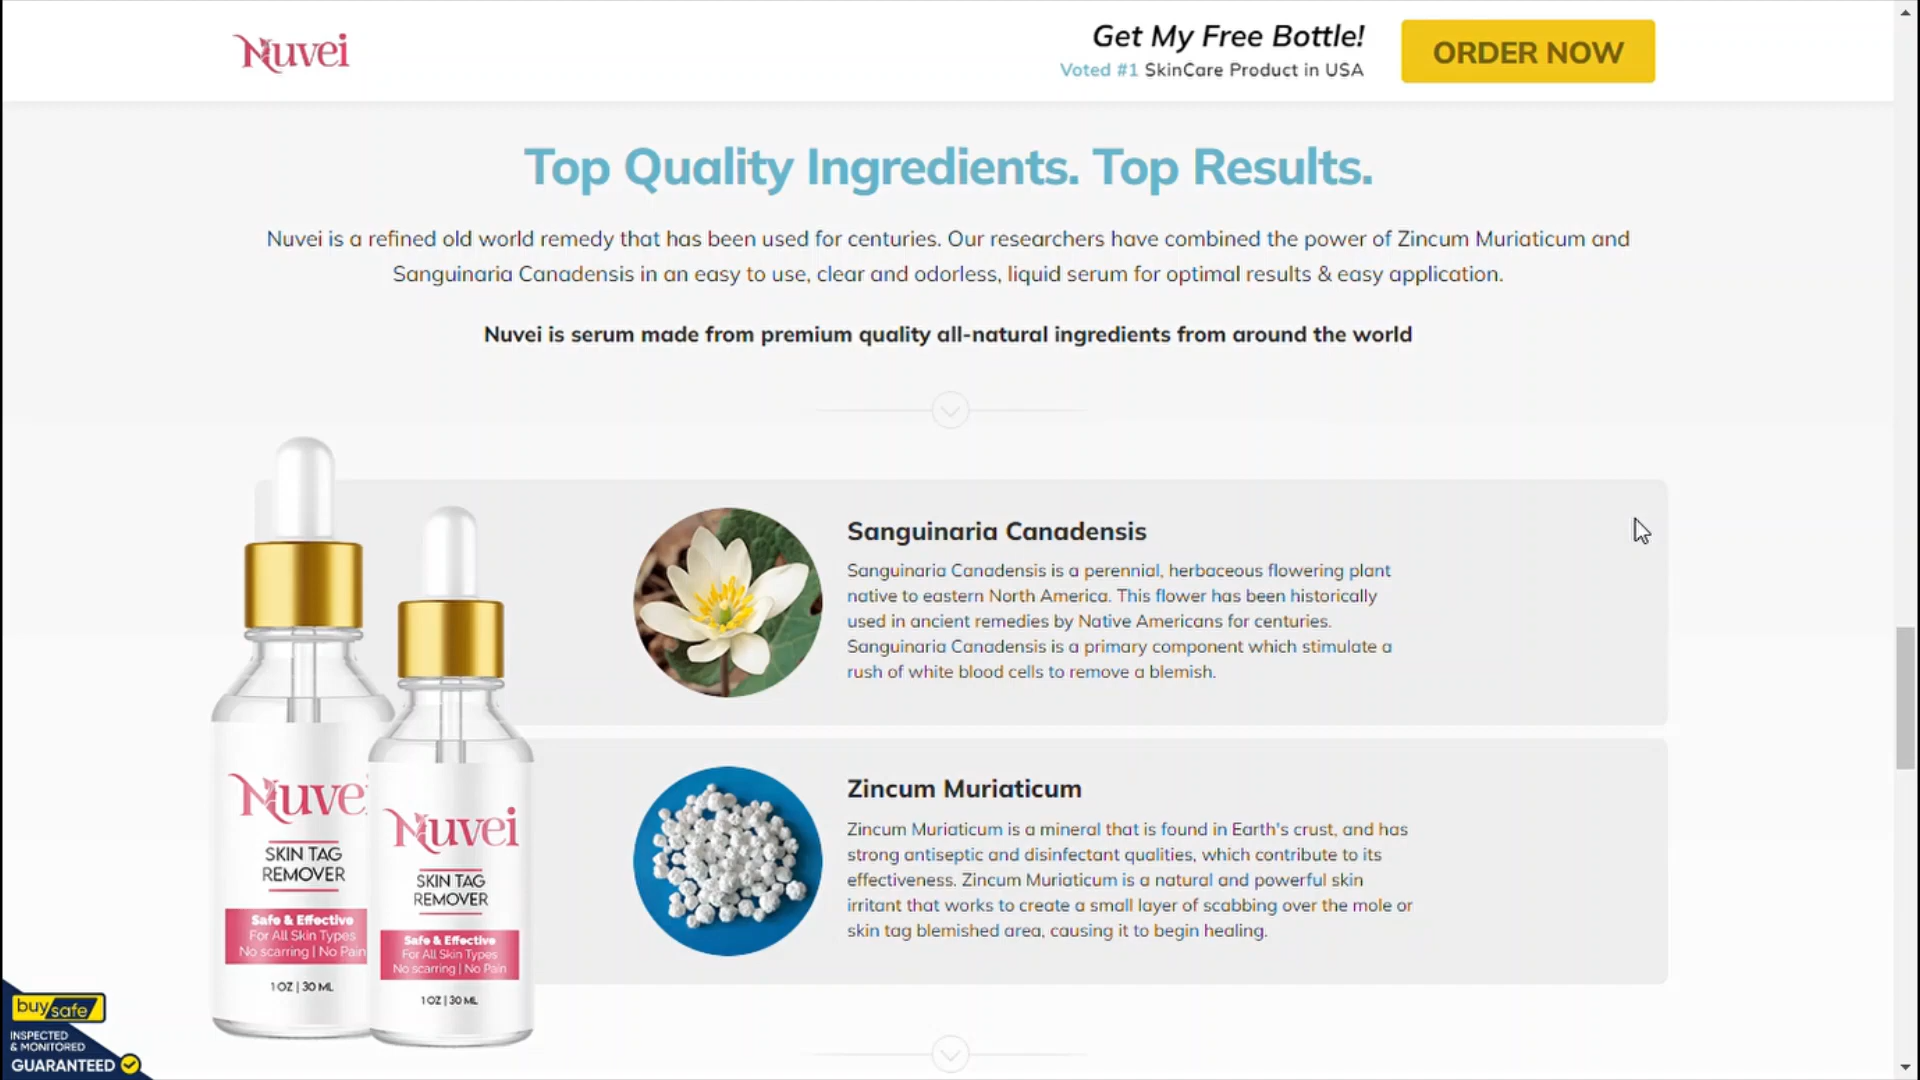 Nuvei
Get My Free Bottle!
Voted #1 SkinCare Product in USA
ORDER NOW
Top Quality Ingredients. Top Results.
Nuvei is a refined old world remedy that has been used for centuries. Our researchers have combined the power of Zincum Muriaticum and
Sanguinaria Canadensis in an easy to use, clear and odorless, liquid serum for optimal results & easy application.
Nuvei is serum made from premium quality all-natural ingredients from around the world
Sanguinaria Canadensis
Sanguinaria Canadensis is a perennial, herbaceous flowering plant
native to eastern North America. This flower has been historically
used in ancient remedies by Native Americans for centuries.
Sanguinaria Canadensis is a primary component which stimulate a
rush of white blood cells to remove a blemish.
Zincum Muriaticum
Zincum Muriaticum is a mineral that is found in Earth's crust, and has
strong antiseptic and disinfectant qualities, which contribute to its
effectiveness. Zincum Muriaticum is a natural and powerful skin
irritant that works to create a small layer of scabbing over the mole or
skin tag blemished area, causing it to begin healing.
Nuvei
SKIN TAG
REMOVER
Safe & Effective
For All Skin Types
No scarring | No Pain
1 OZ | 30 ML
Nuvei
SKIN TAG
REMOVER
Safe & Effective
For All Skin Types
No scarring | No Pain
1 OZ | 30 ML
buy safe
INSPECTED
& MONITORED
GUARANTEED